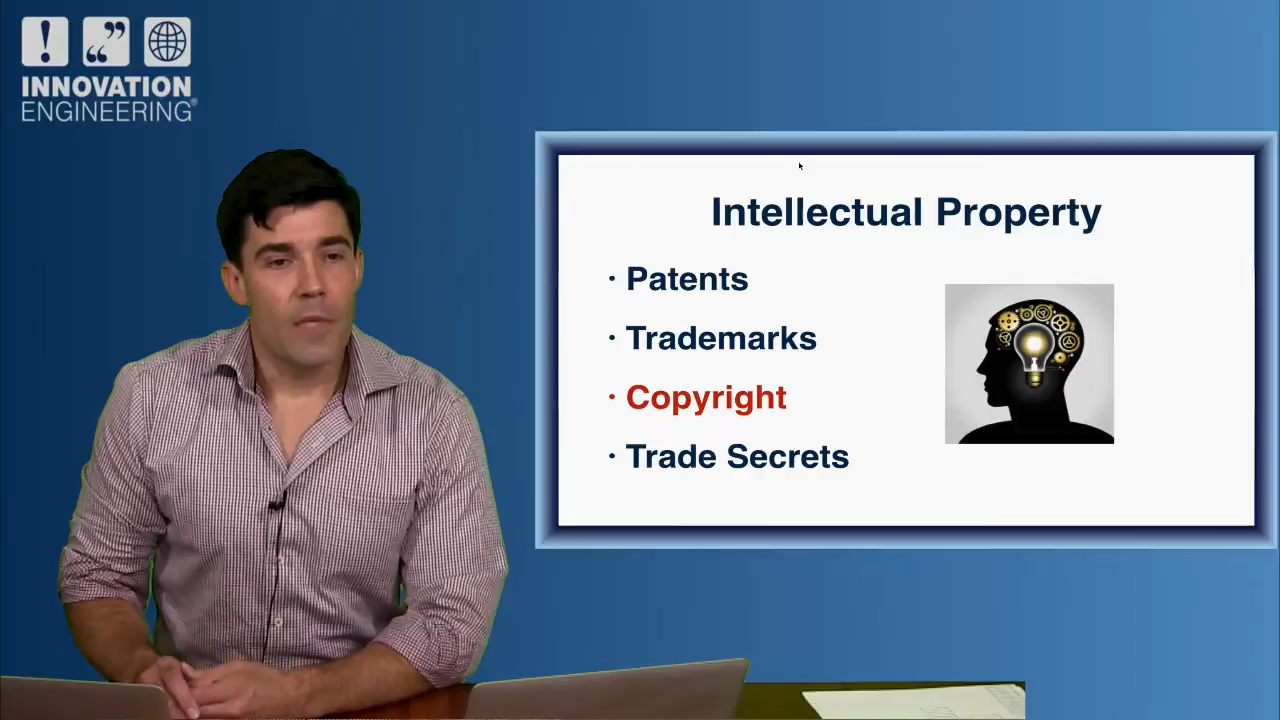 INNOVATION
ENGINEERING®
Intellectual Property
· Patents
· Trademarks
· Copyright
· Trade Secrets